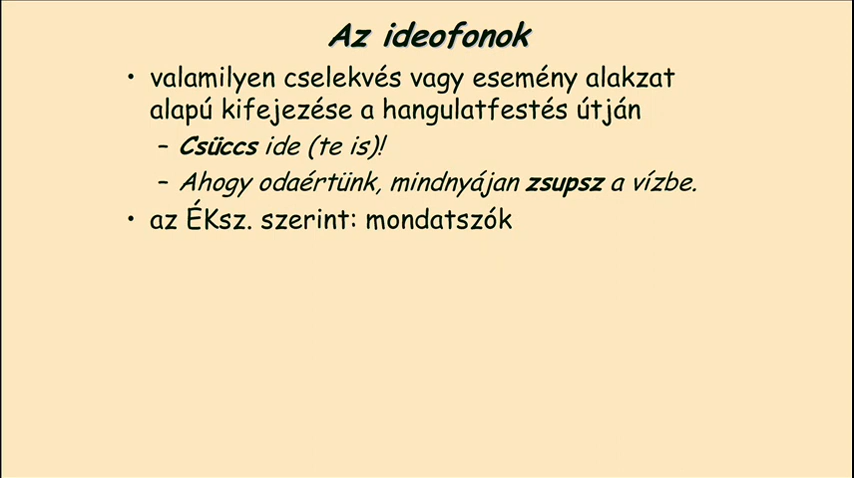 Az ideofonok
• valamilyen cselekvés vagy esemény alakzat
alapú kifejezése a hangulatfestés útján
– Csüccs ide (te is)!
– Ahogy odaértünk, mindnyájan zsupsz a vízbe.
• az ÉKsz. szerint: mondatszók